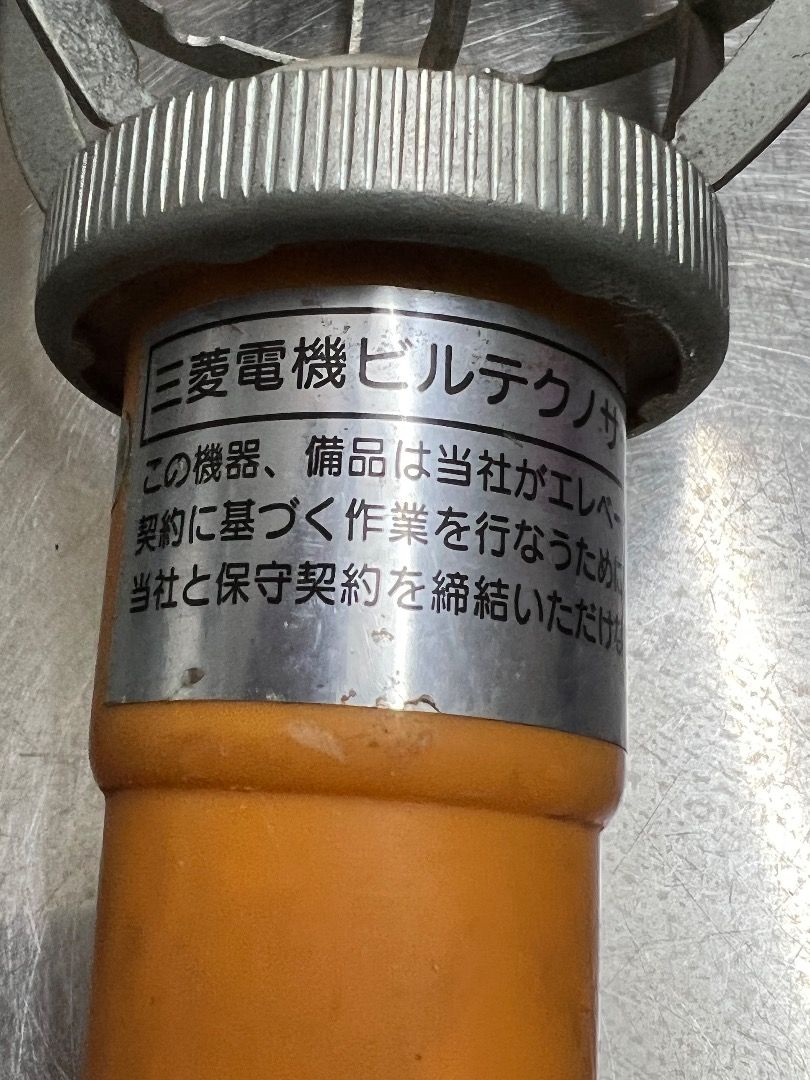 三菱電機ビルテクノサ
この機器、備品は当社がエレベー
契約に基づく作業を行なうために
当社と保守契約を締結いただけな